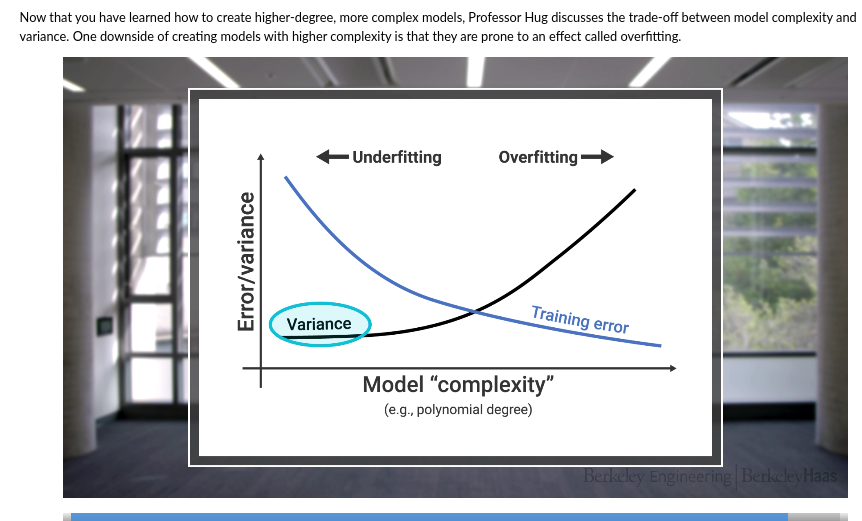 Now that you have learned how to create higher-degree, more complex models, Professor Hug discusses the trade-off between model complexity and
variance. One downside of creating models with higher complexity is that they are prone to an effect called overfitting.
Underfitting
Overfitting
Error/variance
Variance
Training error
Model “complexity”
(e.g., polynomial degree)
Berkeley Engineering | BerkeleyHaas